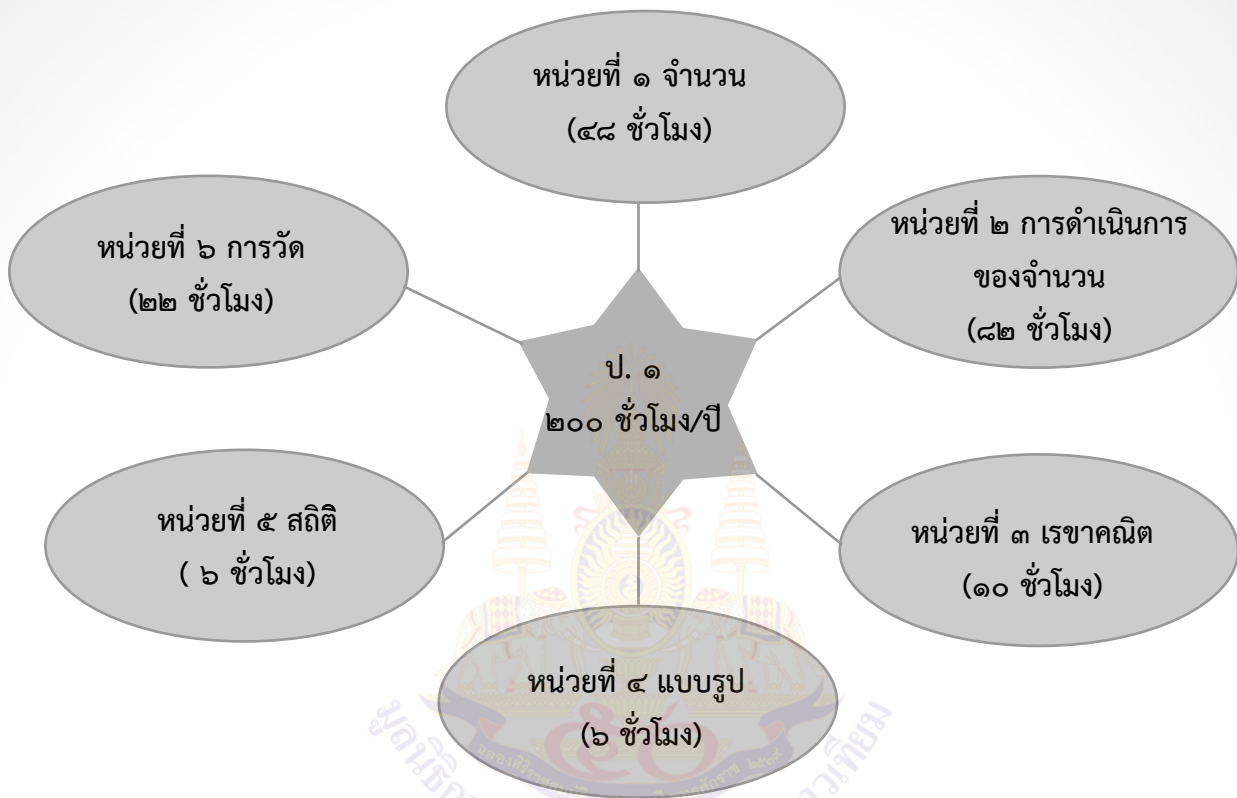 หน่วยที่ ๑ จำนวน
(๔๘ ชั่วโมง)
หน่วยที่ ๒ การดำเนินการ
ของจำนวน
(๘๒ ชั่วโมง)
หน่วยที่ ๓ เรขาคณิต
(๑๐ ชั่วโมง)
หน่วยที่ ๔ แบบรูป
(๖ ชั่วโมง)
หน่วยที่ ๕ สถิติ
( ๖ ชั่วโมง)
หน่วยที่ ๖ การวัด
(๒๒ ชั่วโมง)
ป. ๑
๒๐๐ ชั่วโมง/ปี